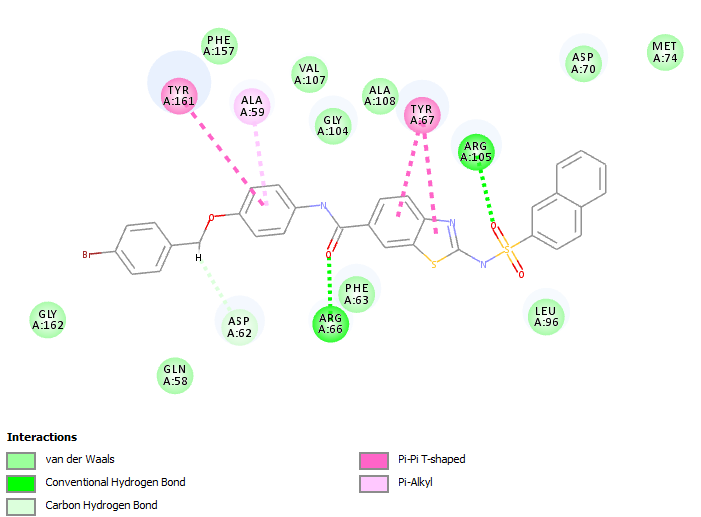 PHE
A:157
MET
A:74
ASP
A:70
VAL
A:107
TYR
A:161
ALA
A:59
ALA
A:108
TYR
A:67
GLY
A:104
ARG
A:105
N
O
N
O
S
O
Br
H
O
S
N
O
PHE
A:63
GLY
A:162
ASP
A:62
ARG
A:66
LEU
A:96
GLN
A:58
Interactions
van der Waals
Conventional Hydrogen Bond
Carbon Hydrogen Bond
Pi-Pi T-shaped
Pi-Alkyl